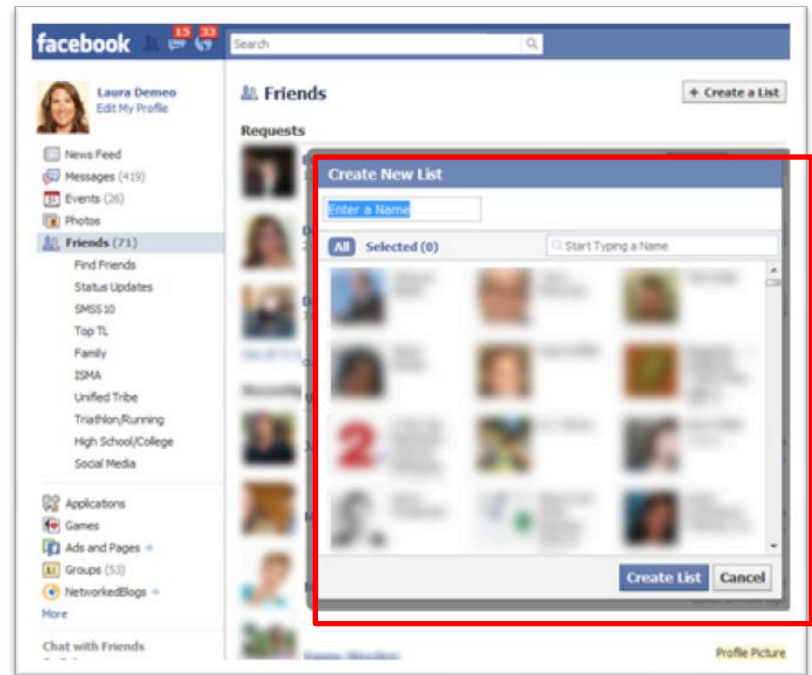 facebook 15 33 Search
Laura Demeo
Edit My Profile
News Feed
Messages (419)
Events (26)
Photos
Friends (71)
Find Friends
Status Updates
SMSS10
Top TL
Family
ISMA
Unified Tribe
Triathlon/Running
High School/College
Social Media
Applications
Games
Ads and Pages
Groups (53)
NetworkedBlogs
More
Chat with Friends
Friends
+ Create a List
Requests
Create New List
Enter a Name
All Selected (0) Start Typing a Name
2
Create List Cancel
Profile Picture